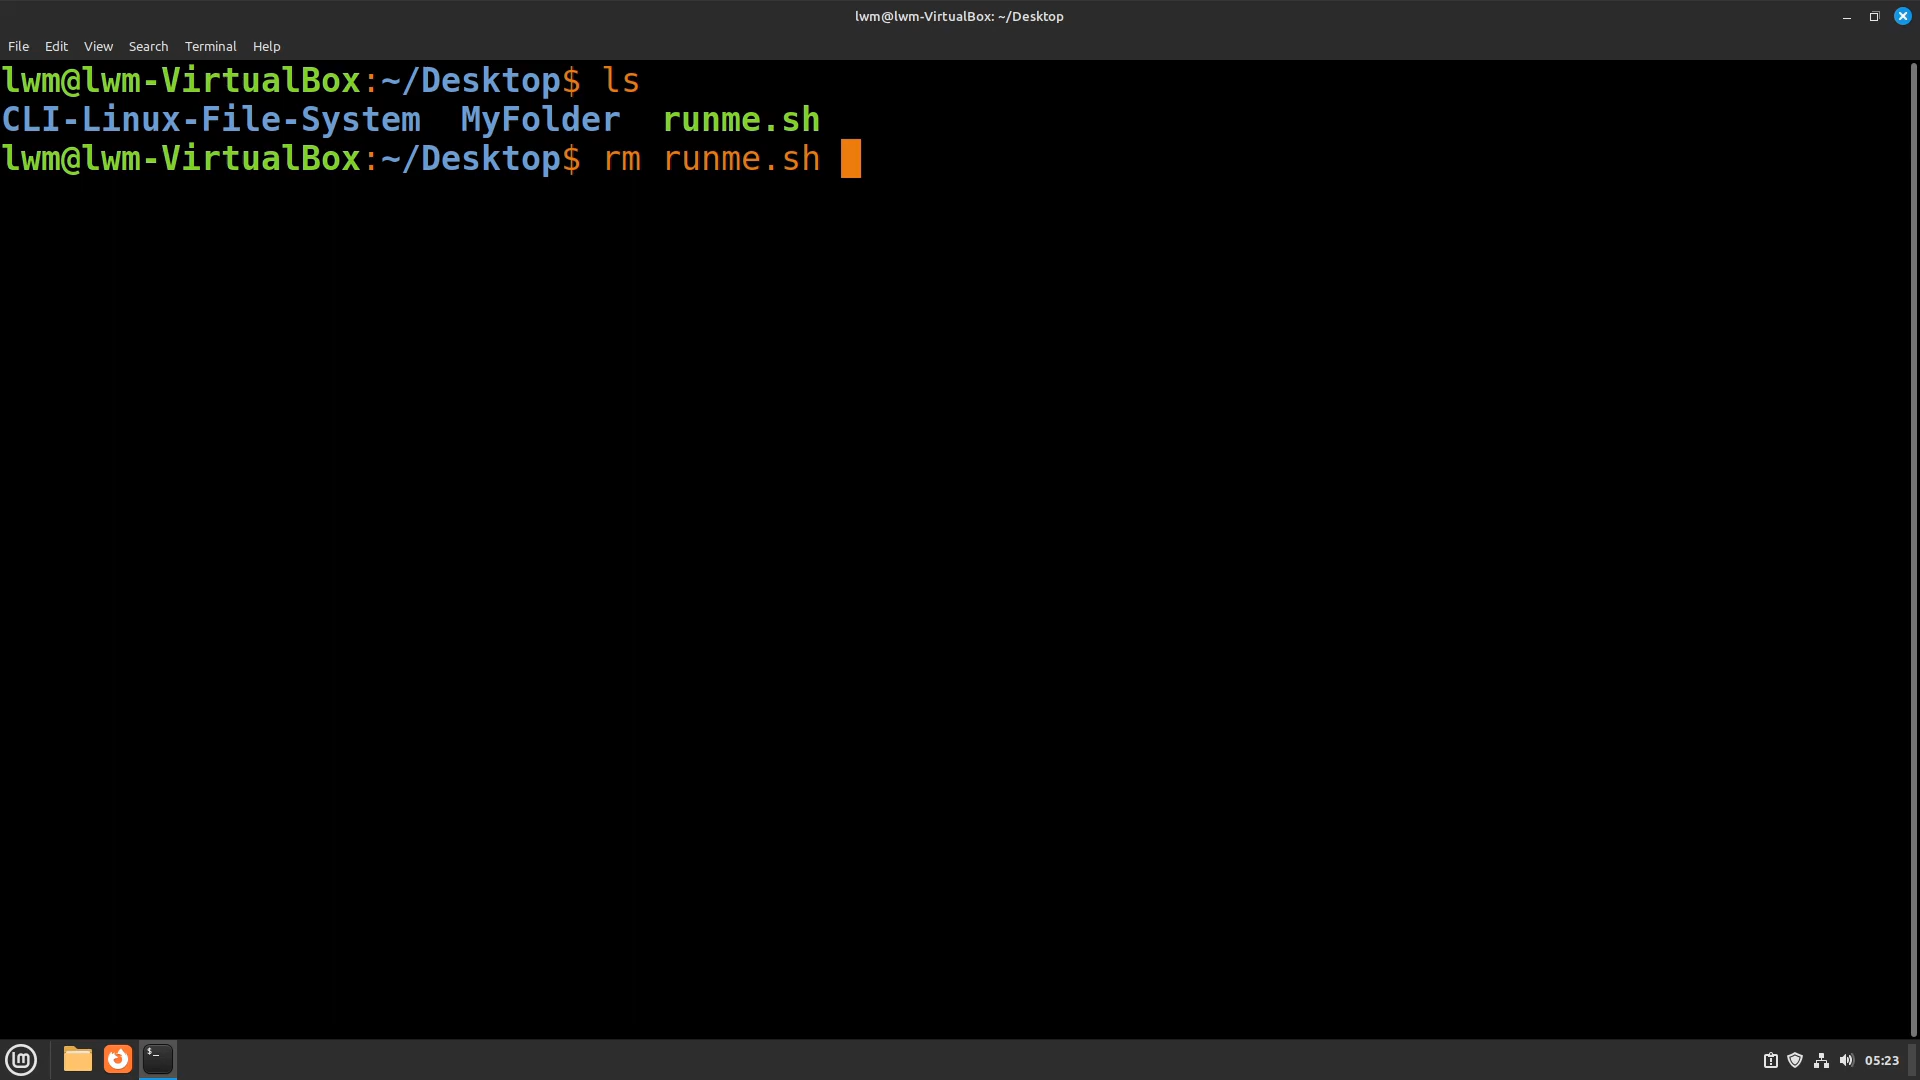 lwm@lwm-VirtualBox: ~/Desktop
File Edit View Search Terminal Help
lwm@lwm-VirtualBox:~/Desktop$ ls
CLI-Linux-File-System  MyFolder  runme.sh
lwm@lwm-VirtualBox:~/Desktop$ rm runme.sh
05:23